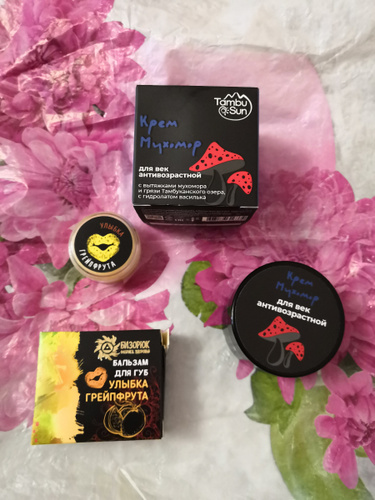 Tambu
Sun
Крем
Мухомор
для век
антивозрастной
с вытяжками мухомора
и грязи Тамбуканского озера,
с гидролатом василька
УЛЫБКА
ГРЕЙПФРУТА
Крем
Мухомор
для век
антивозрастной
БИЗОРЮК
БАЛЬЗАМ
ДЛЯ ГУБ
УЛЫБКА
ГРЕЙПФРУТА